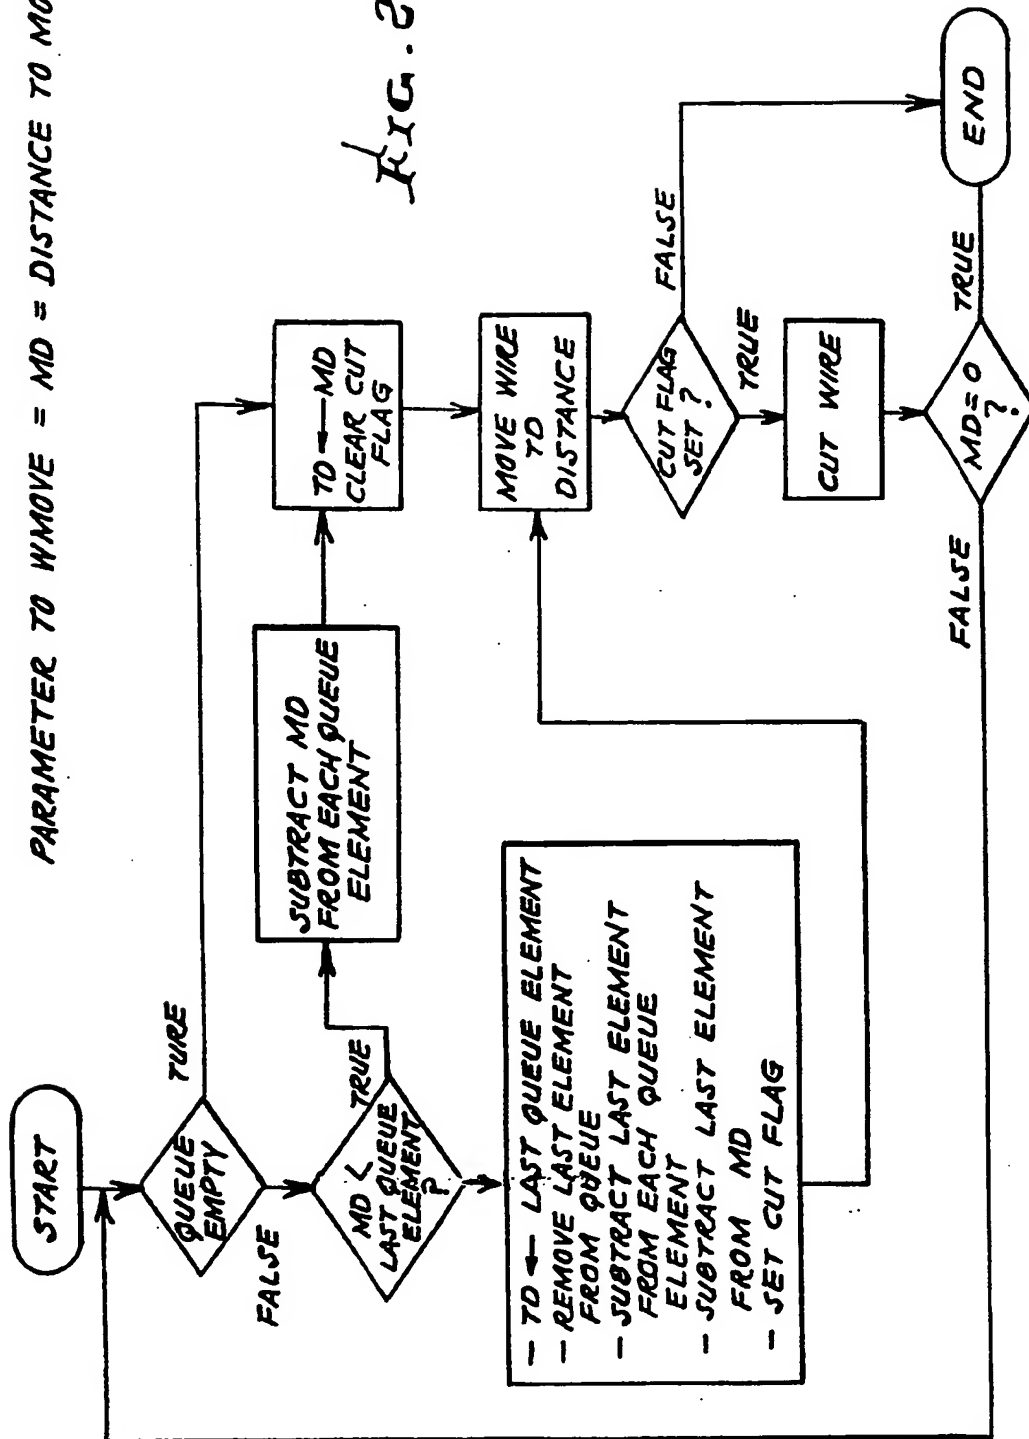 PARAMETER TO WMOVE = MD = DISTANCE TO
FIG. 2
START
QUEUE
EMPTY
TURE
FALSE
MD <
LAST QUEUE
ELEMENT
?
TRUE
SUBTRACT MD
FROM EACH QUEUE
ELEMENT
TD ← MD
CLEAR CUT
FLAG
- TD ← LAST QUEUE ELEMENT
- REMOVE LAST ELEMENT
FROM QUEUE
- SUBTRACT LAST ELEMENT
FROM EACH QUEUE
ELEMENT
- SUBTRACT LAST ELEMENT
FROM MD
- SET CUT FLAG
MOVE WIRE
TD
DISTANCE
CUT FLAG
SET ?
FALSE
TRUE
CUT WIRE
MD = 0
?
FALSE
TRUE
END